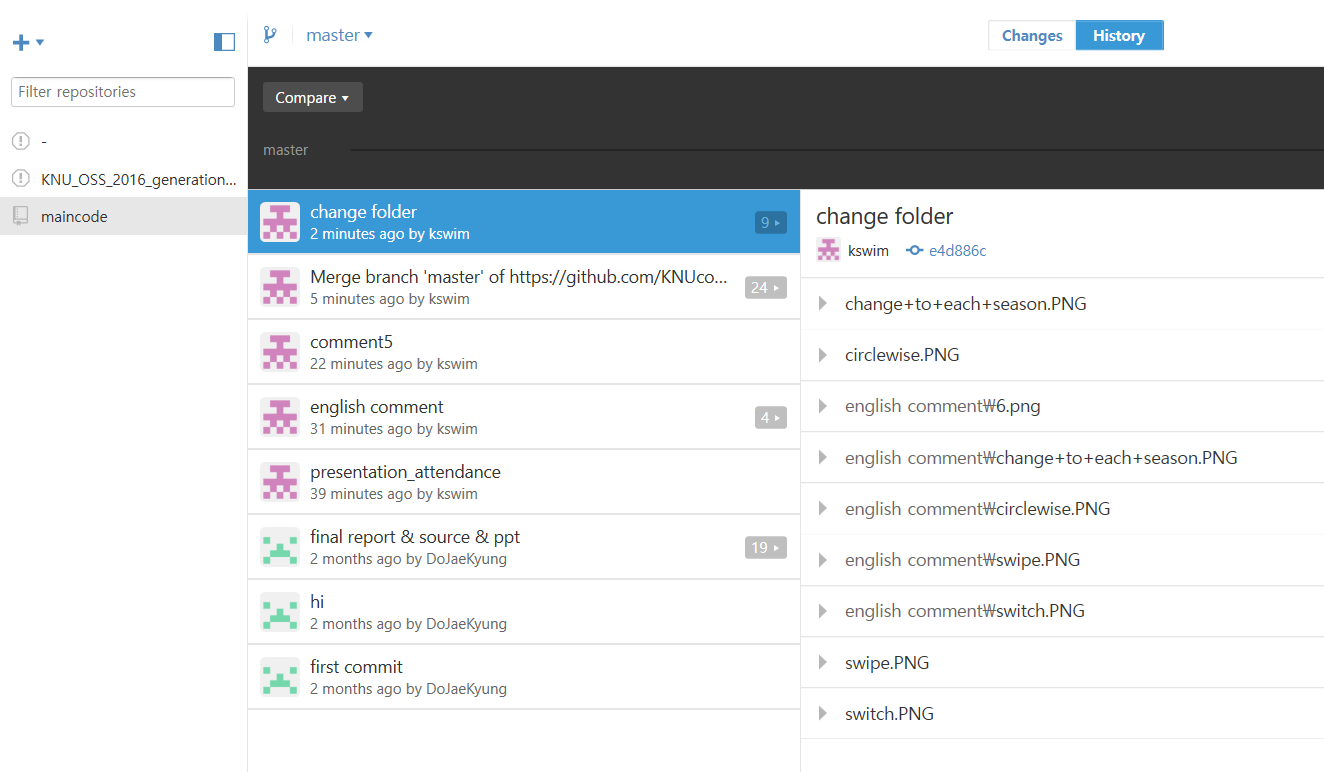 master
Changes
History
Filter repositories
-
KNU_OSS_2016_generation...
maincode
Compare
master
change folder
2 minutes ago by kswim
9
Merge branch 'master' of https://github.com/KNUco...
5 minutes ago by kswim
24
comment5
22 minutes ago by kswim
english comment
31 minutes ago by kswim
4
presentation_attendance
39 minutes ago by kswim
final report & source & ppt
2 months ago by DoJaeKyung
19
hi
2 months ago by DoJaeKyung
first commit
2 months ago by DoJaeKyung
change folder
kswim e4d886c
change+to+each+season.PNG
circlewise.PNG
english comment₩6.png
english comment₩change+to+each+season.PNG
english comment₩circlewise.PNG
english comment₩swipe.PNG
english comment₩switch.PNG
swipe.PNG
switch.PNG